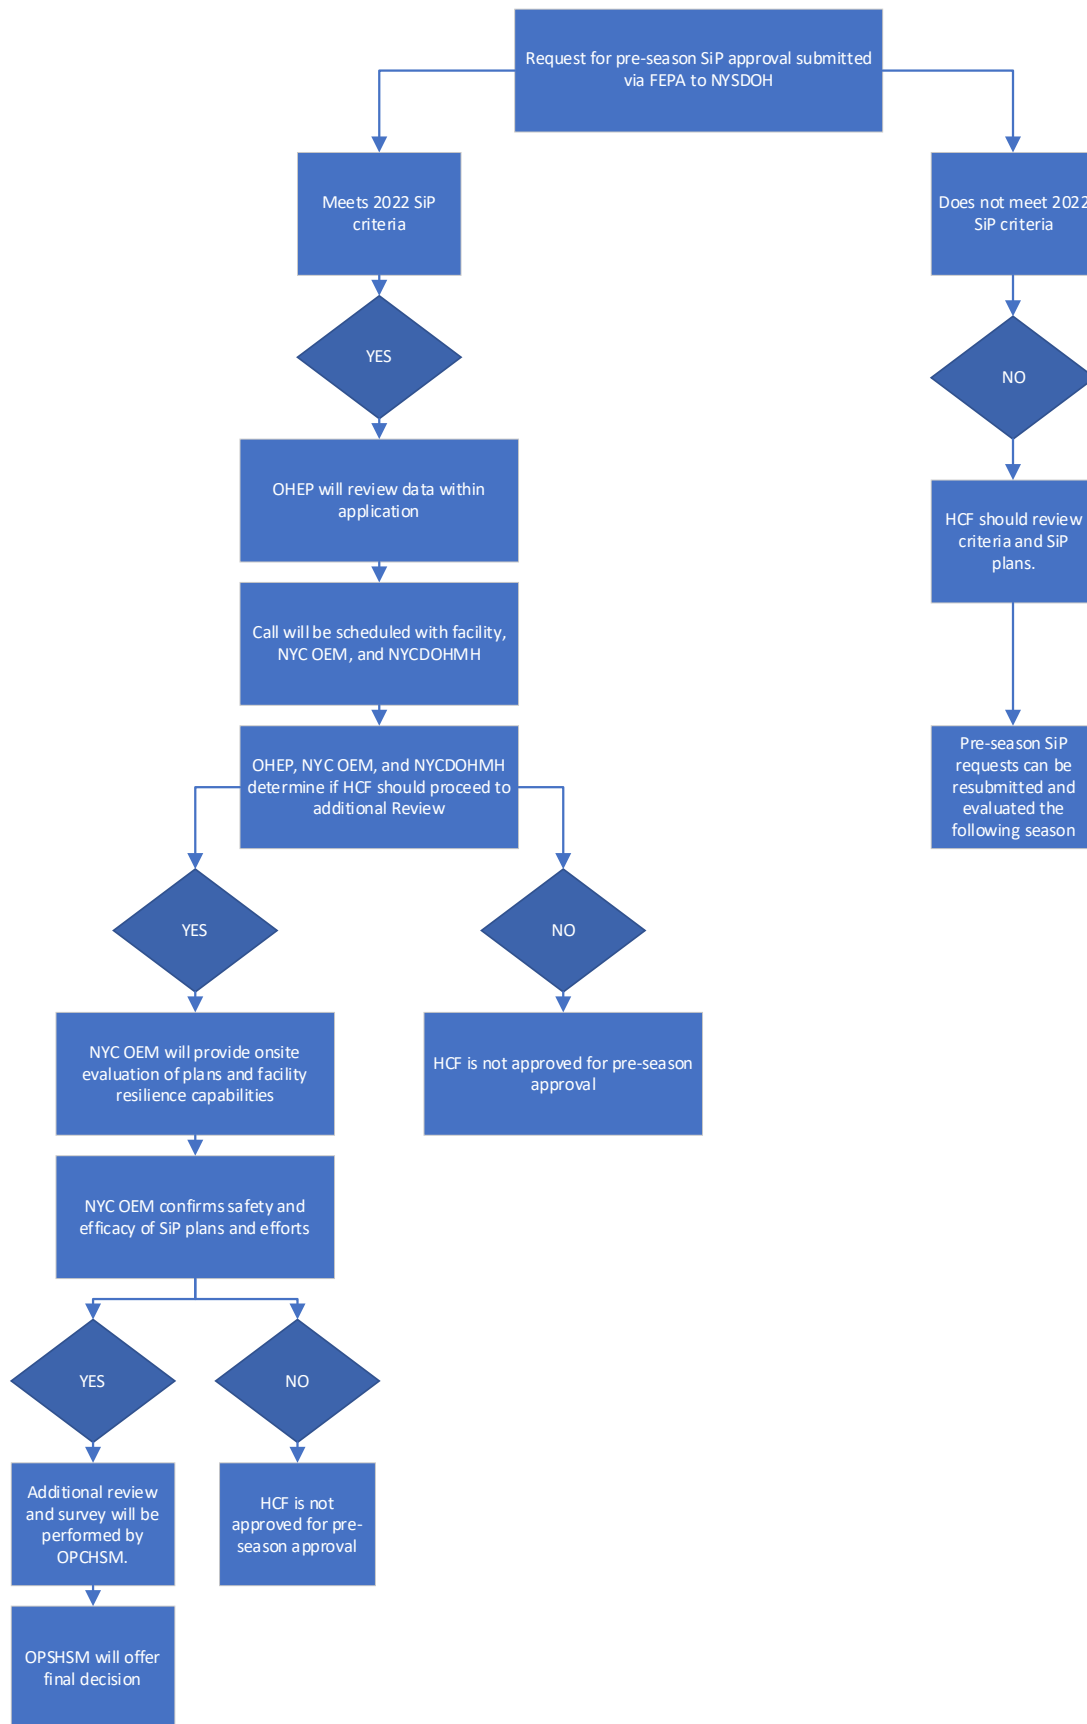 Request for pre-season SiP approval submitted
via FEPA to NYSDOH
Meets 2022 SiP
criteria
Does not meet 2022
SiP criteria
YES
NO
OHEP will review data within
application
HCF should review
criteria and SiP
plans.
Call will be scheduled with facility,
NYC OEM, and NYCDOHMH
OHEP, NYC OEM, and NYCDOHMH
determine if HCF should proceed to
additional Review
Pre-season SiP
requests can be
resubmitted and
evaluated the
following season
YES
NO
NYC OEM will provide onsite
evaluation of plans and facility
resilience capabilities
HCF is not approved for pre-season
approval
NYC OEM confirms safety and
efficacy of SiP plans and efforts
YES
NO
Additional review
and survey will be
performed by
OPCHSM.
HCF is not
approved for pre-
season approval
OPSHSM will offer
final decision